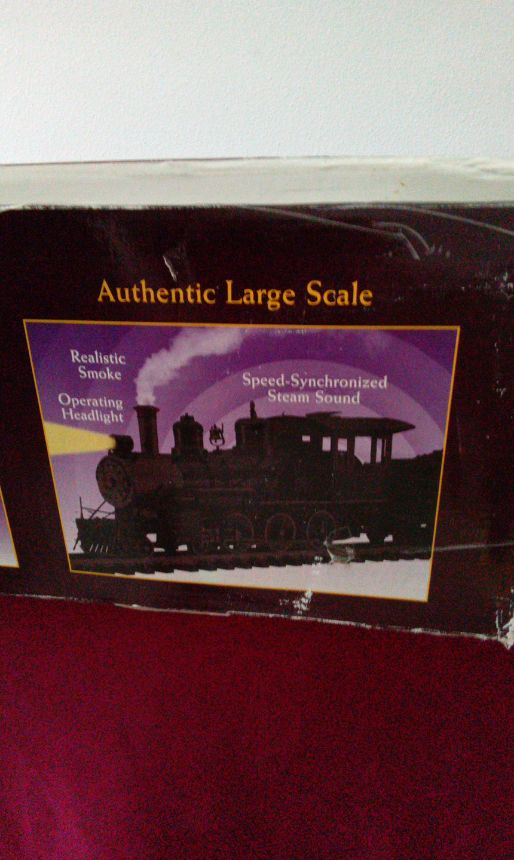 Authentic Large Scale
Realistic
Smoke
Operating
Headlight
Speed-Synchronized
Steam Sound